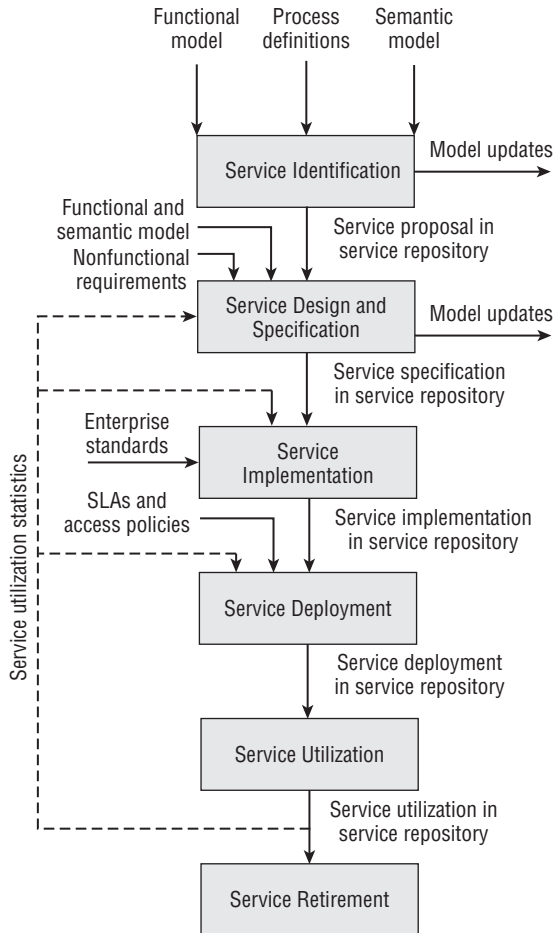 Functional
model
Process
definitions
Semantic
model
Service Identification
Model updates
Functional and
semantic model
Nonfunctional
requirements
Service proposal in
service repository
Service Design and
Specification
Model updates
Service specification
in service repository
Enterprise
standards
Service
Implementation
SLAs and
access policies
Service implementation
in service repository
Service utilization statistics
Service Deployment
Service deployment
in service repository
Service Utilization
Service utilization in
service repository
Service Retirement